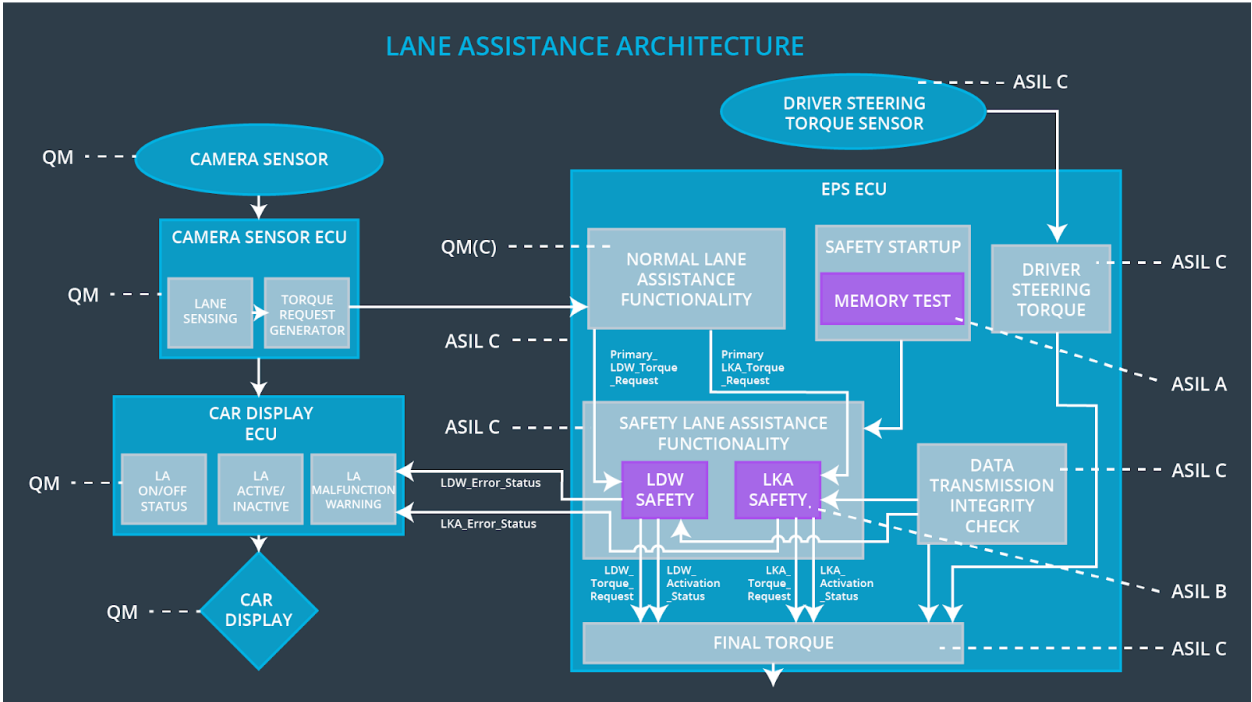 LANE ASSISTANCE ARCHITECTURE
ASIL C
DRIVER STEERING
TORQUE SENSOR
QM
CAMERA SENSOR
EPS ECU
CAMERA SENSOR ECU
QM(C)
NORMAL LANE
ASSISTANCE
FUNCTIONALITY
SAFETY STARTUP
MEMORY TEST
DRIVER
STEERING
TORQUE
ASIL C
QM
LANE
SENSING
TORQUE
REQUEST
GENERATOR
ASIL C
Primary_
LDW_Torque
_Request
Primary
LKA_Torque
_Request
ASIL A
CAR DISPLAY
ECU
ASIL C
SAFETY LANE ASSISTANCE
FUNCTIONALITY
QM
LA
ON/OFF
STATUS
LA
ACTIVE/
INACTIVE
LA
MALFUNCTION
WARNING
LDW_Error_Status
LKA_Error_Status
LDW
SAFETY
LKA
SAFETY
DATA
TRANSMISSION
INTEGRITY
CHECK
ASIL C
LDW_
Torque_
Request
LDW_
Activation
_Status
LKA_
Torque_
Request
LKA_
Activation
_Status
ASIL B
QM
CAR
DISPLAY
FINAL TORQUE
ASIL C